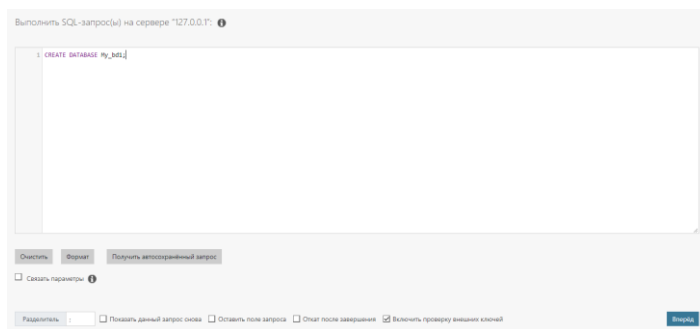 Выполнить SQL-запрос(ы) на сервере "127.0.0.1":
1 CREATE DATABASE My_bd1;
Очистить Формат Получить автосохранённый запрос
Связать параметры
Разделитель ; Показать данный запрос снова Оставить поле запроса Откат после завершения Включить проверку внешних ключей Вперёд